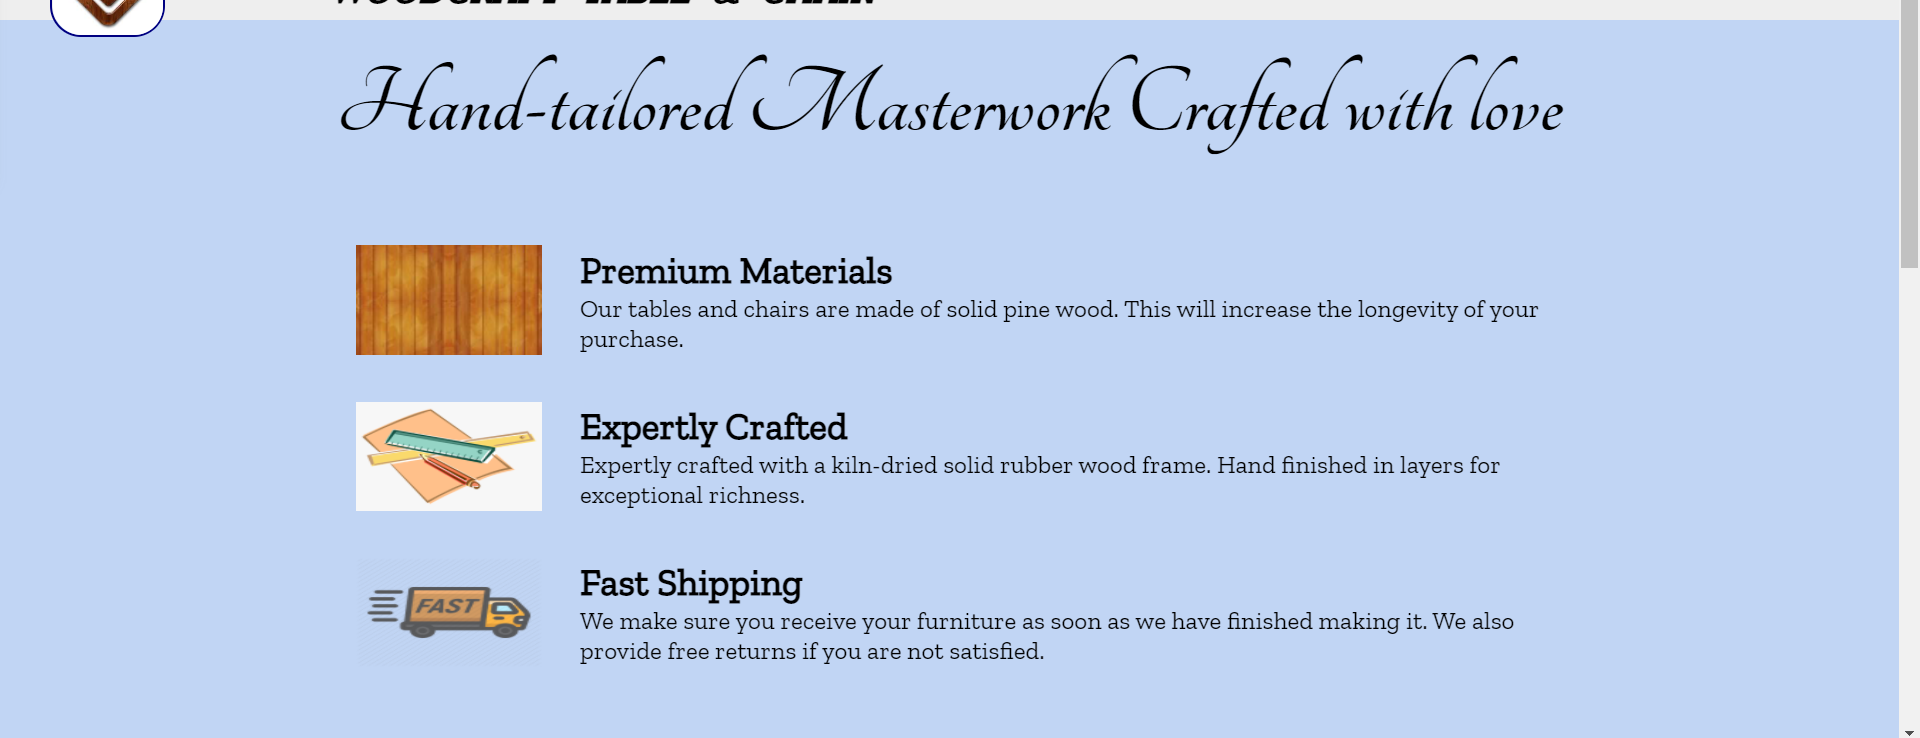 WOODCRAFT TABLE & CHAIR
Hand-tailored Masterwork Crafted with love
Premium Materials
Our tables and chairs are made of solid pine wood. This will increase the longevity of your
purchase.
Expertly Crafted
Expertly crafted with a kiln-dried solid rubber wood frame. Hand finished in layers for
exceptional richness.
FAST
Fast Shipping
We make sure you receive your furniture as soon as we have finished making it. We also
provide free returns if you are not satisfied.